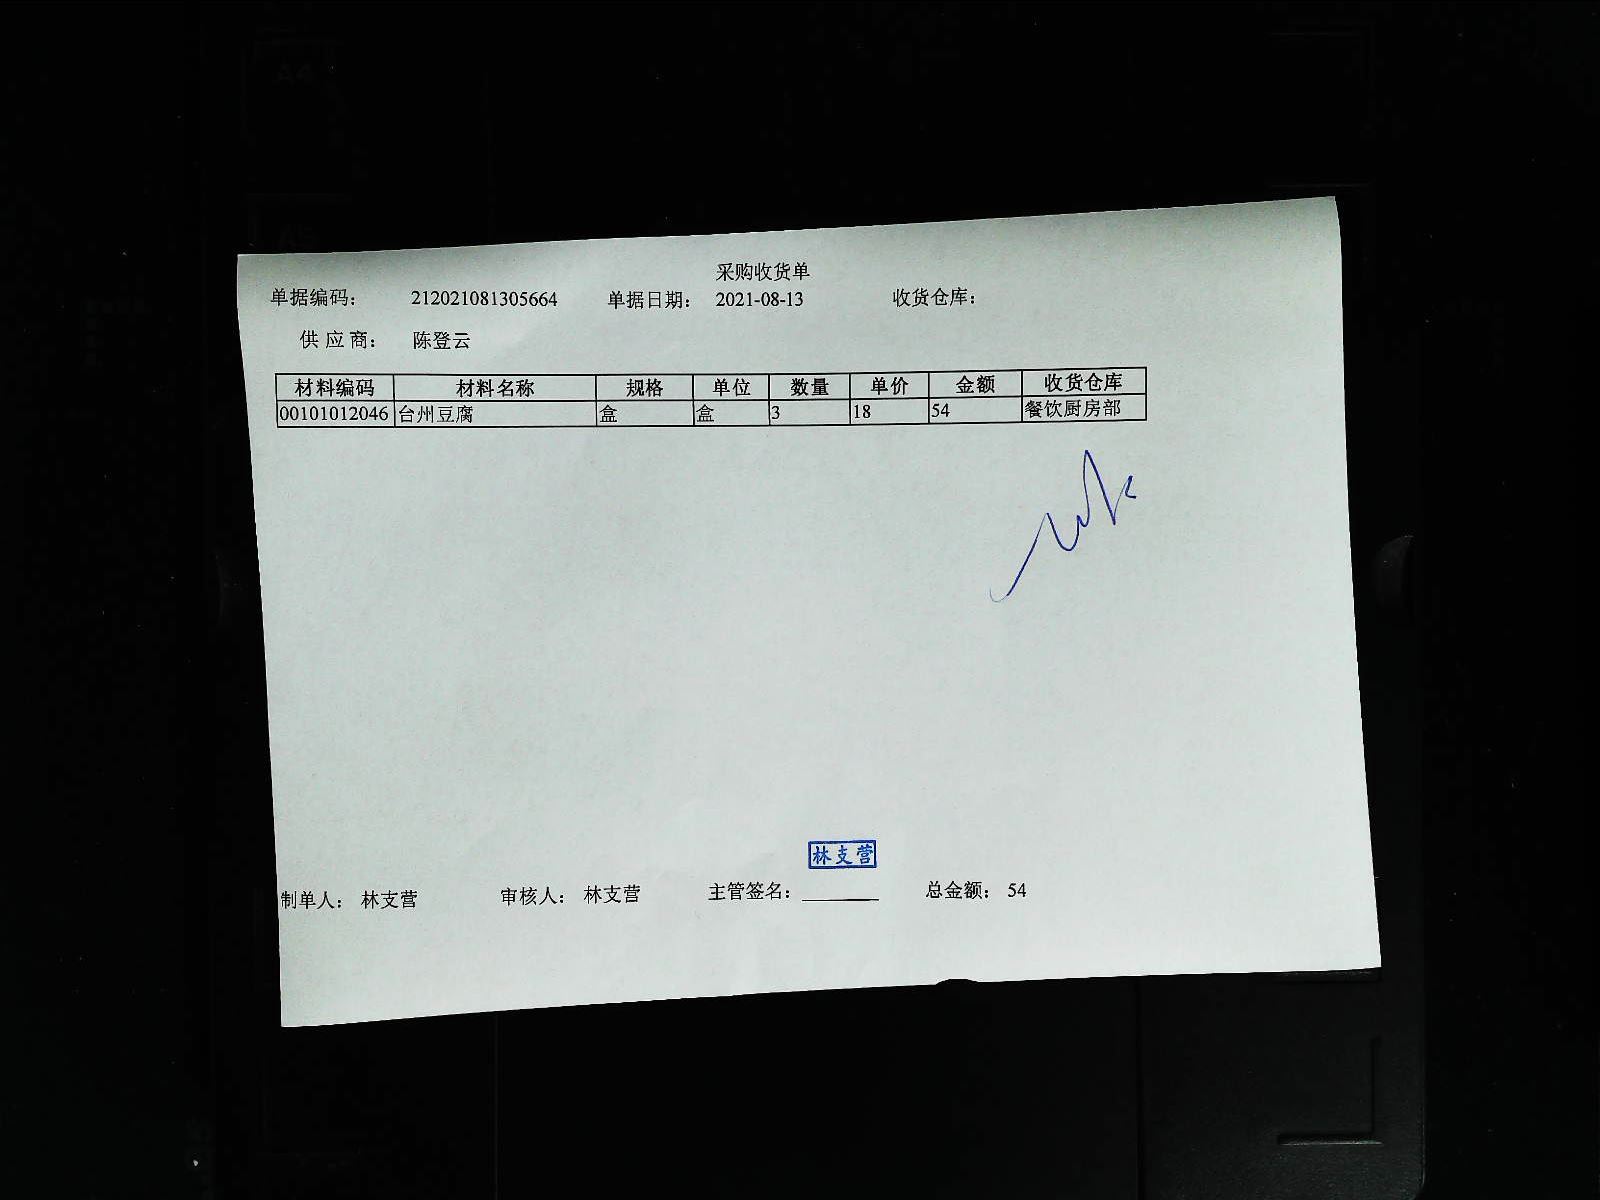 采购收货单
单据编码： 212021081305664 单据日期： 2021-08-13 收货仓库：
供 应 商： 陈登云
材料编码 材料名称 规格 单位 数量 单价 金额 收货仓库
00101012046 台州豆腐 盒 盒 3 18 54 餐饮厨房部
林支营
制单人： 林支营 审核人： 林支营 主管签名： 总金额： 54